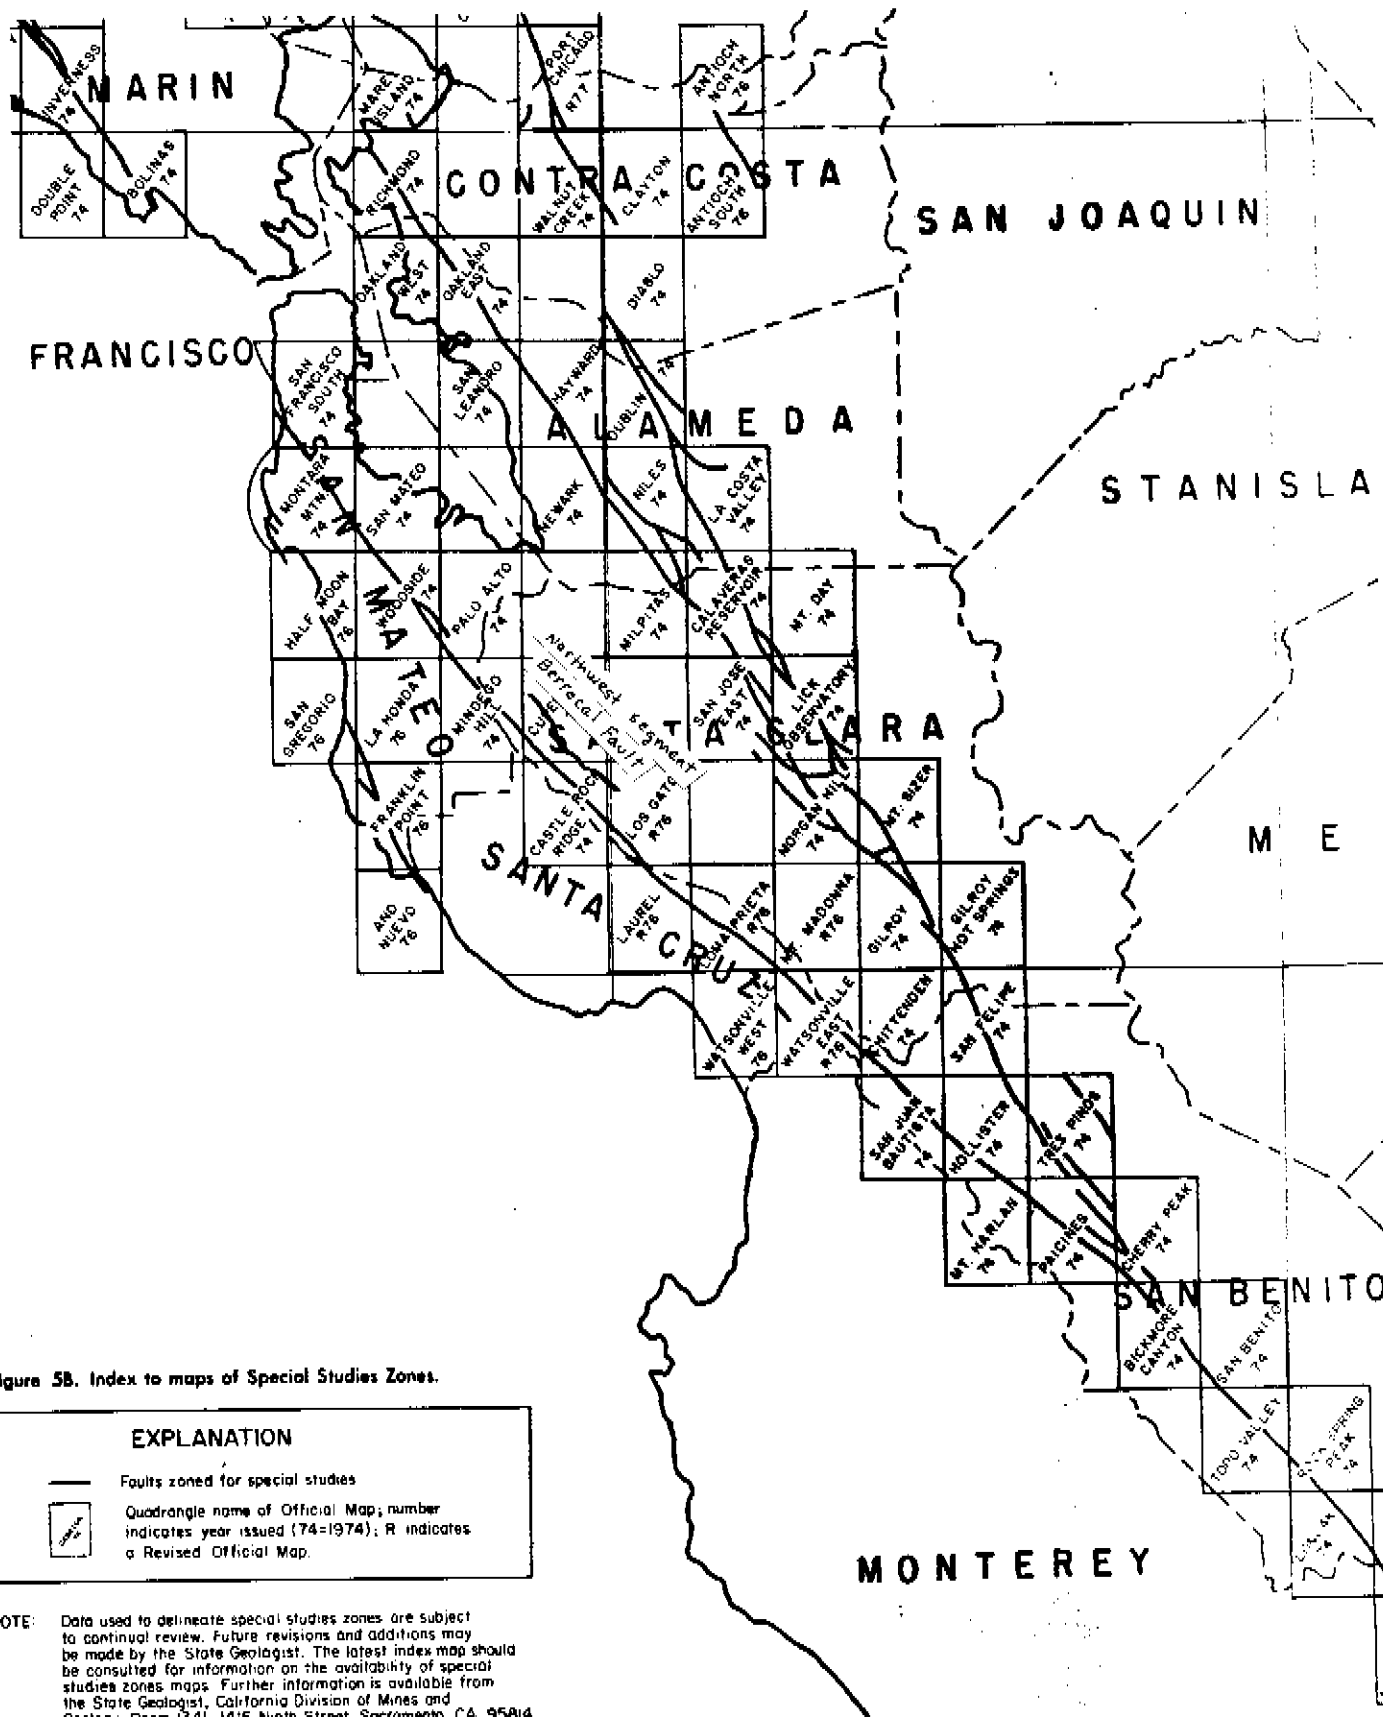 INVERNESS
74
MARIN
MARE
ISLAND
74
PORT
CHICAGO
R77
ANTIOCH
NORTH
76
DOUBLE
POINT
74
BOLINAS
74
RICHMOND
74
CONTRA COSTA
WALNUT
CREEK
74
CLAYTON
74
ANTIOCH
SOUTH
76
SAN JOAQUIN
OAKLAND
WEST
74
OAKLAND
EAST
74
DIABLO
74
FRANCISCO
SAN
FRANCISCO
SOUTH
74
SAN
LEANDRO
74
HAYWARD
74
DUBLIN
74
ALAMEDA
SAN MATEO
MONTARA
MTN
74
SAN MATEO
74
NEWARK
74
NILES
74
LA COSTA
VALLEY
74
STANISLA
HALF MOON
BAY
76
WOODSIDE
74
PALO ALTO
74
MILPITAS
74
CALAVERAS
RESERVOIR
74
MT. DAY
74
Northwest segment
Berrocal Fault
SAN
GREGORIO
76
LA HONDA
76
MINDEGO
HILL
74
SAN JOSE
EAST
74
LICK
OBSERVATORY
74
TA CLARA
FRANKLIN
POINT
76
CASTLE ROCK
RIDGE
74
LOS GATOS
R76
MORGAN HILL
74
MT. SIZER
74
M E
SANTA CRUZ
ANO
NUEVO
76
LAUREL
R76
LOMA PRIETA
R76
MT. MADONNA
R76
GILROY
74
GILROY
HOT SPRINGS
74
WATSONVILLE
WEST
76
WATSONVILLE
EAST
R76
CHITTENDEN
74
SAN FELIPE
74
SAN JUAN
BAUTISTA
74
HOLLISTER
74
TRES PINOS
74
MT. HARLAN
74
PAICINES
74
CHERRY PEAK
74
SAN BENITO
BICKMORE
CANYON
74
SAN BENITO
74
TOPO VALLEY
74
SPRING
PEAK
74
74
MONTEREY
igure 5B. Index to maps of Special Studies Zones.
EXPLANATION
Faults zoned for special studies
Quadrangle name of Official Map; number
indicates year issued (74=1974); R indicates
a Revised Official Map.
OTE: Data used to delineate special studies zones are subject
to continual review. Future revisions and additions may
be made by the State Geologist. The latest index map should
be consulted for information on the availability of special
studies zones maps. Further information is available from
the State Geologist, California Division of Mines and
Street, Sacramento, CA 95814